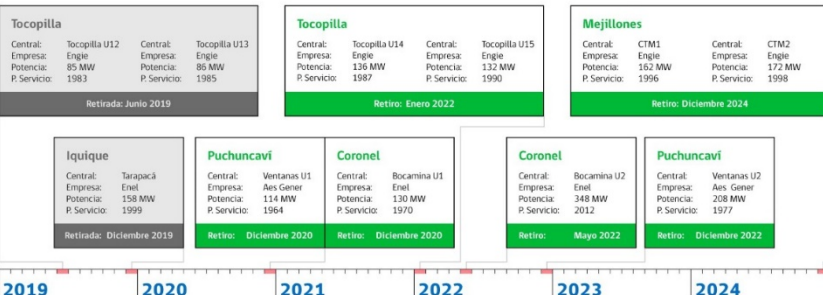 Tocopilla
Central: Tocopilla U12 Central: Tocopilla U13
Empresa: Engie Empresa: Engie
Potencia: 85 MW Potencia: 86 MW
P. Servicio: 1983 P. Servicio: 1985
Retirada: Junio 2019
Tocopilla
Central: Tocopilla U14 Central: Tocopilla U15
Empresa: Engie Empresa: Engie
Potencia: 136 MW Potencia: 132 MW
P. Servicio: 1987 P. Servicio: 1990
Retiro: Enero 2022
Mejillones
Central: CTM1 Central: CTM2
Empresa: Engie Empresa: Engie
Potencia: 162 MW Potencia: 172 MW
P. Servicio: 1996 P. Servicio: 1998
Retiro: Diciembre 2024
Iquique
Central: Tarapacá
Empresa: Enel
Potencia: 158 MW
P. Servicio: 1999
Retirada: Diciembre 2019
Puchuncaví
Central: Ventanas U1
Empresa: Aes Gener
Potencia: 114 MW
P. Servicio: 1964
Retiro: Diciembre 2020
Coronel
Central: Bocamina U1
Empresa: Enel
Potencia: 130 MW
P. Servicio: 1970
Retiro: Diciembre 2020
Coronel
Central: Bocamina U2
Empresa: Enel
Potencia: 348 MW
P. Servicio: 2012
Retiro: Mayo 2022
Puchuncaví
Central: Ventanas U2
Empresa: Aes Gener
Potencia: 208 MW
P. Servicio: 1977
Retiro: Diciembre 2022
2019 2020 2021 2022 2023 2024